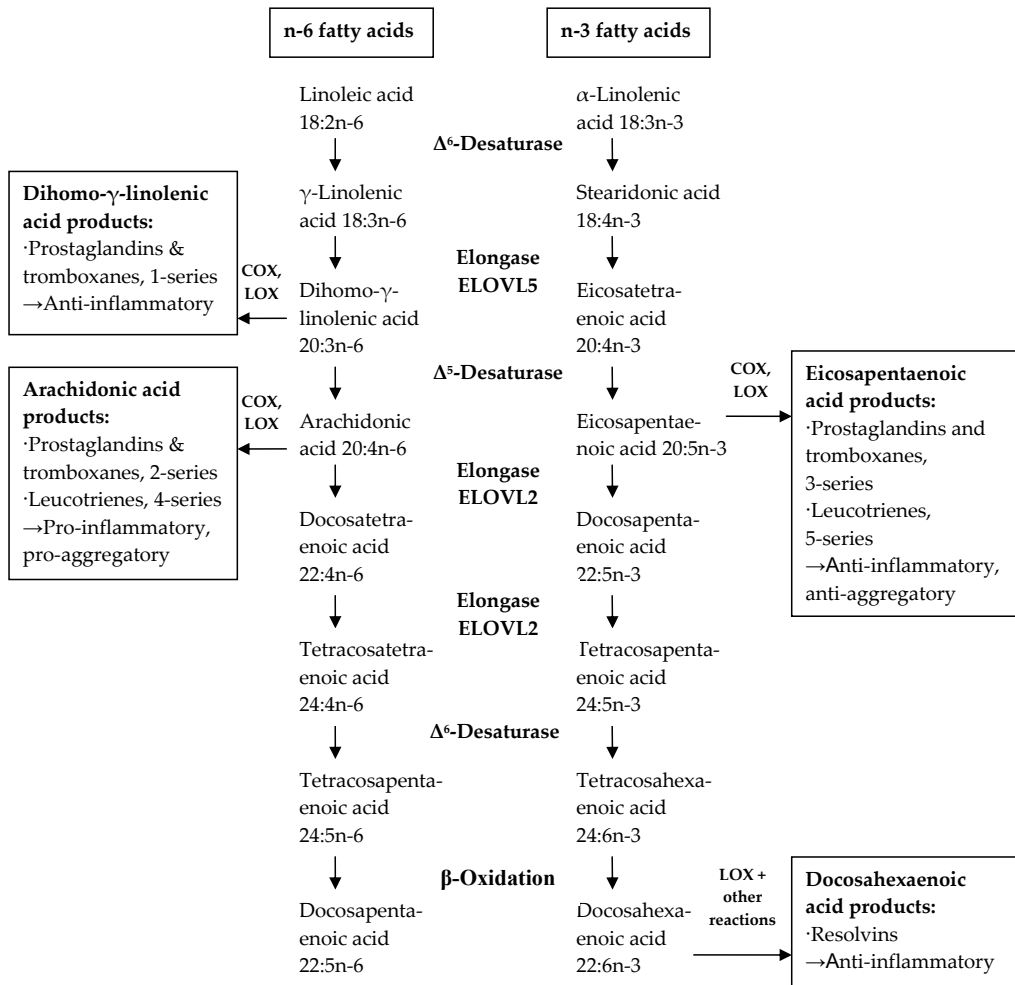 n-6 fatty acids
n-3 fatty acids
Linoleic acid
18:2n-6
α-Linolenic
acid 18:3n-3
Δ⁶-Desaturase
Dihomo-γ-linolenic
acid products:
·Prostaglandins &
tromboxanes, 1-series
→Anti-inflammatory
COX,
LOX
γ-Linolenic
acid 18:3n-6
Stearidonic acid
18:4n-3
Elongase
ELOVL5
Dihomo-γ-
linolenic acid
20:3n-6
Eicosatetra-
enoic acid
20:4n-3
Δ⁵-Desaturase
Arachidonic acid
products:
·Prostaglandins &
tromboxanes, 2-series
·Leucotrienes, 4-series
→Pro-inflammatory,
pro-aggregatory
COX,
LOX
Arachidonic
acid 20:4n-6
Eicosapentae-
noic acid 20:5n-3
COX,
LOX
Eicosapentaenoic
acid products:
·Prostaglandins and
tromboxanes,
3-series
·Leucotrienes,
5-series
→Anti-inflammatory,
anti-aggregatory
Elongase
ELOVL2
Docosatetra-
enoic acid
22:4n-6
Docosapenta-
enoic acid
22:5n-3
Elongase
ELOVL2
Tetracosatetra-
enoic acid
24:4n-6
Tetracosapenta-
enoic acid
24:5n-3
Δ⁶-Desaturase
Tetracosapenta-
enoic acid
24:5n-6
Tetracosahexa-
enoic acid
24:6n-3
β-Oxidation
Docosapenta-
enoic acid
22:5n-6
Docosahexa-
enoic acid
22:6n-3
LOX +
other
reactions
Docosahexaenoic
acid products:
·Resolvins
→Anti-inflammatory